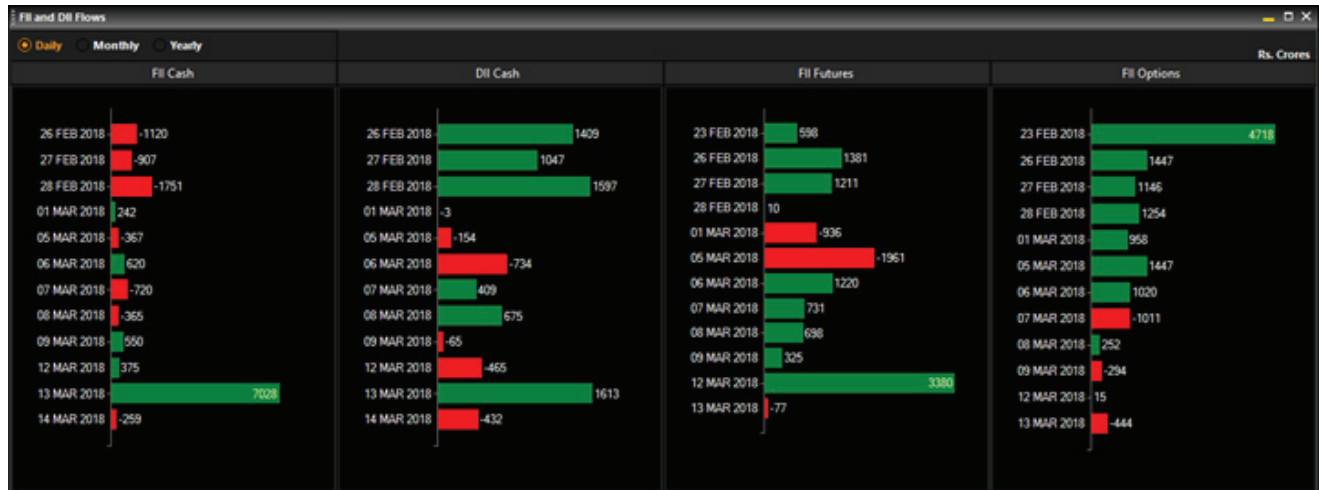 FII and DII Flows
Daily Monthly Yearly
Rs. Crores
FII Cash
26 FEB 2018 -1120
27 FEB 2018 -907
28 FEB 2018 -1751
01 MAR 2018 242
05 MAR 2018 -367
06 MAR 2018 620
07 MAR 2018 -720
08 MAR 2018 -365
09 MAR 2018 550
12 MAR 2018 375
13 MAR 2018 7028
14 MAR 2018 -259
DII Cash
26 FEB 2018 1409
27 FEB 2018 1047
28 FEB 2018 1597
01 MAR 2018 -3
05 MAR 2018 -154
06 MAR 2018 -734
07 MAR 2018 409
08 MAR 2018 675
09 MAR 2018 -65
12 MAR 2018 -465
13 MAR 2018 1613
14 MAR 2018 -432
FII Futures
23 FEB 2018 598
26 FEB 2018 1381
27 FEB 2018 1211
28 FEB 2018 10
01 MAR 2018 -936
05 MAR 2018 -1961
06 MAR 2018 1220
07 MAR 2018 731
08 MAR 2018 698
09 MAR 2018 325
12 MAR 2018 3380
13 MAR 2018 -77
FII Options
23 FEB 2018 4718
26 FEB 2018 1447
27 FEB 2018 1146
28 FEB 2018 1254
01 MAR 2018 958
05 MAR 2018 1447
06 MAR 2018 1020
07 MAR 2018 -1011
08 MAR 2018 252
09 MAR 2018 -294
12 MAR 2018 15
13 MAR 2018 -444